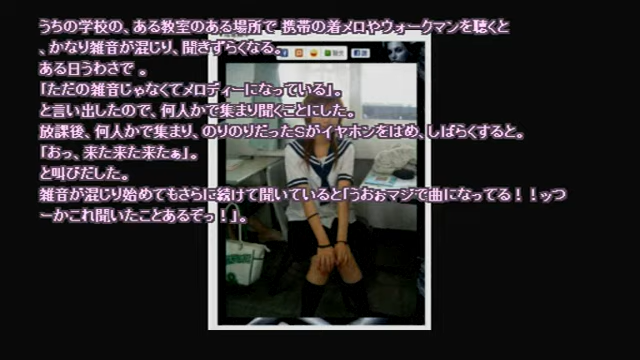 うちの学校の、ある教室のある場所で 携帯の着メロやウォークマンを聴くと
、かなり雑音が混じり、聞きずらくなる。
ある日うわさで 。
「ただの雑音じゃなくてメロディーになっている」。
と言い出したので、何人かで集まり聞くことにした。
放課後、何人かで集まり、のりのりだったSがイヤホンをはめ、しばらくすると。
「おっ、来た来た来たぁ」。
と叫びだした。
雑音が混じり始めてもさらに続けて聞いていると「うおぉマジで曲になってる！！ッつ
ーかこれ聞いたことあるぞっ！」。